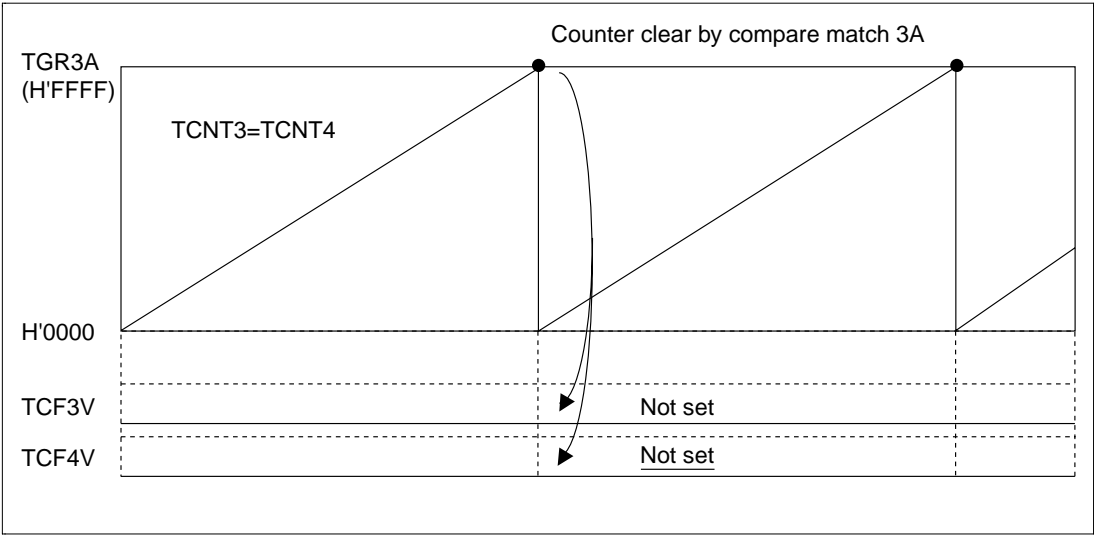 Counter clear by compare match 3A
TGR3A
(H'FFFF)
TCNT3=TCNT4
H'0000
TCF3V
Not set
TCF4V
Not set